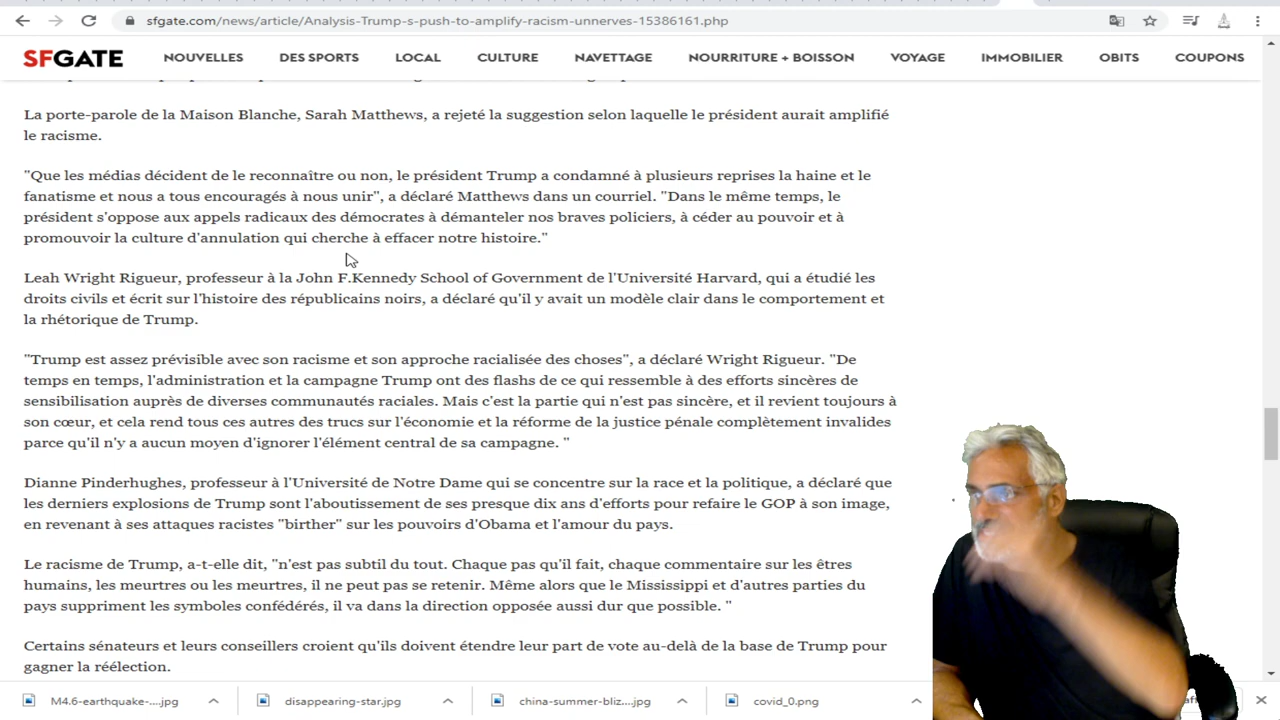 sfgate.com/news/article/Analysis-Trump-s-push-to-amplify-racism-unnerves-15386161.php
SFGATE NOUVELLES DES SPORTS LOCAL CULTURE NAVETTAGE NOURRITURE + BOISSON VOYAGE IMMOBILIER OBITS COUPONS
La porte-parole de la Maison Blanche, Sarah Matthews, a rejeté la suggestion selon laquelle le président aurait amplifié
le racisme.
"Que les médias décident de le reconnaître ou non, le président Trump a condamné à plusieurs reprises la haine et le
fanatisme et nous a tous encouragés à nous unir", a déclaré Matthews dans un courriel. "Dans le même temps, le
président s'oppose aux appels radicaux des démocrates à démanteler nos braves policiers, à céder au pouvoir et à
promouvoir la culture d'annulation qui cherche à effacer notre histoire."
Leah Wright Rigueur, professeur à la John F.Kennedy School of Government de l'Université Harvard, qui a étudié les
droits civils et écrit sur l'histoire des républicains noirs, a déclaré qu'il y avait un modèle clair dans le comportement et
la rhétorique de Trump.
"Trump est assez prévisible avec son racisme et son approche racialisée des choses", a déclaré Wright Rigueur. "De
temps en temps, l'administration et la campagne Trump ont des flashs de ce qui ressemble à des efforts sincères de
sensibilisation auprès de diverses communautés raciales. Mais c'est la partie qui n'est pas sincère, et il revient toujours à
son cœur, et cela rend tous ces autres des trucs sur l'économie et la réforme de la justice pénale complètement invalides
parce qu'il n'y a aucun moyen d'ignorer l'élément central de sa campagne. "
Dianne Pinderhughes, professeur à l'Université de Notre Dame qui se concentre sur la race et la politique, a déclaré que
les derniers explosions de Trump sont l'aboutissement de ses presque dix ans d'efforts pour refaire le GOP à son image,
en revenant à ses attaques racistes "birther" sur les pouvoirs d'Obama et l'amour du pays.
Le racisme de Trump, a-t-elle dit, "n'est pas subtil du tout. Chaque pas qu'il fait, chaque commentaire sur les êtres
humains, les meurtres ou les meurtres, il ne peut pas se retenir. Même alors que le Mississippi et d'autres parties du
pays suppriment les symboles confédérés, il va dans la direction opposée aussi dur que possible. "
Certains sénateurs et leurs conseillers croient qu'ils doivent étendre leur part de vote au-delà de la base de Trump pour
gagner la réélection.
M4.6-earthquake-....jpg disappearing-star.jpg china-summer-bliz....jpg covid_0.png